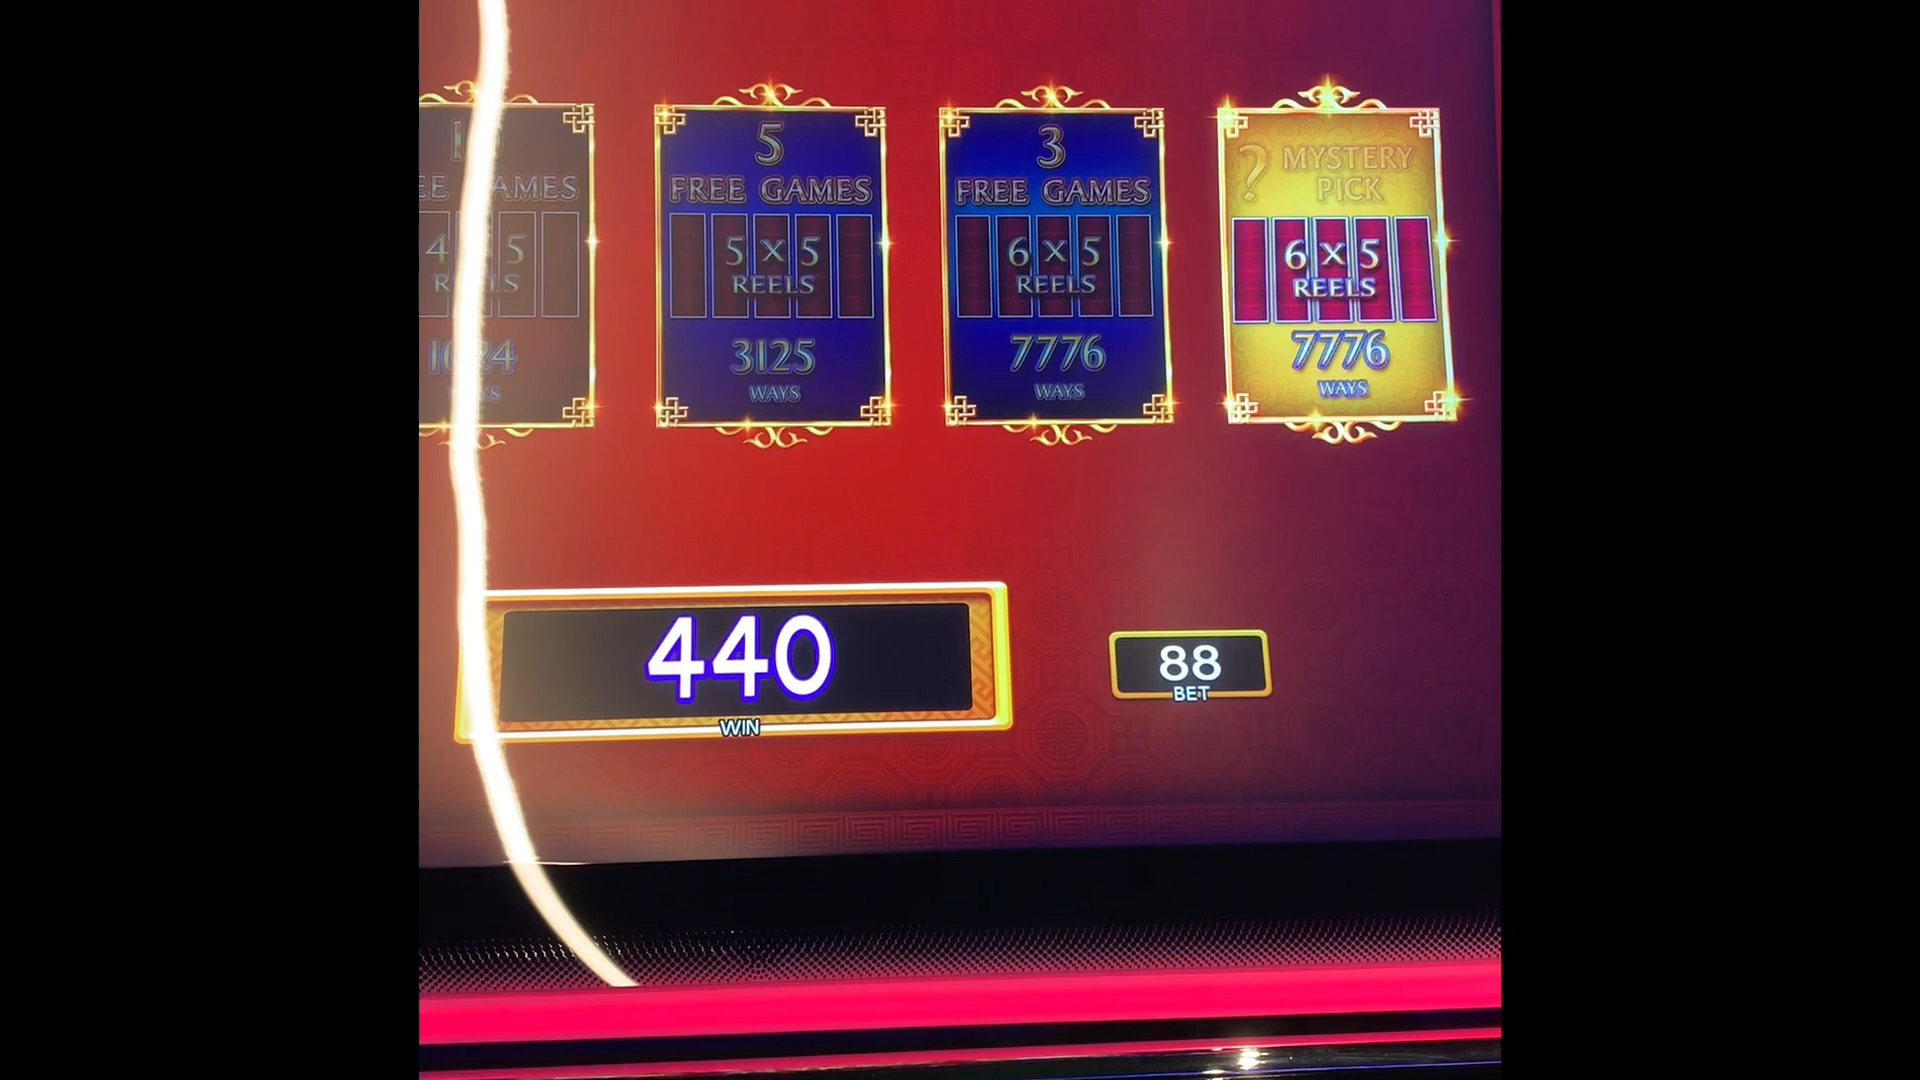 5
FREE GAMES
5 X 5
REELS
3125
WAYS
3
FREE GAMES
6 X 5
REELS
7776
WAYS
? MYSTERY
PICK
6 X 5
REELS
7776
WAYS
440
WIN
88
BET